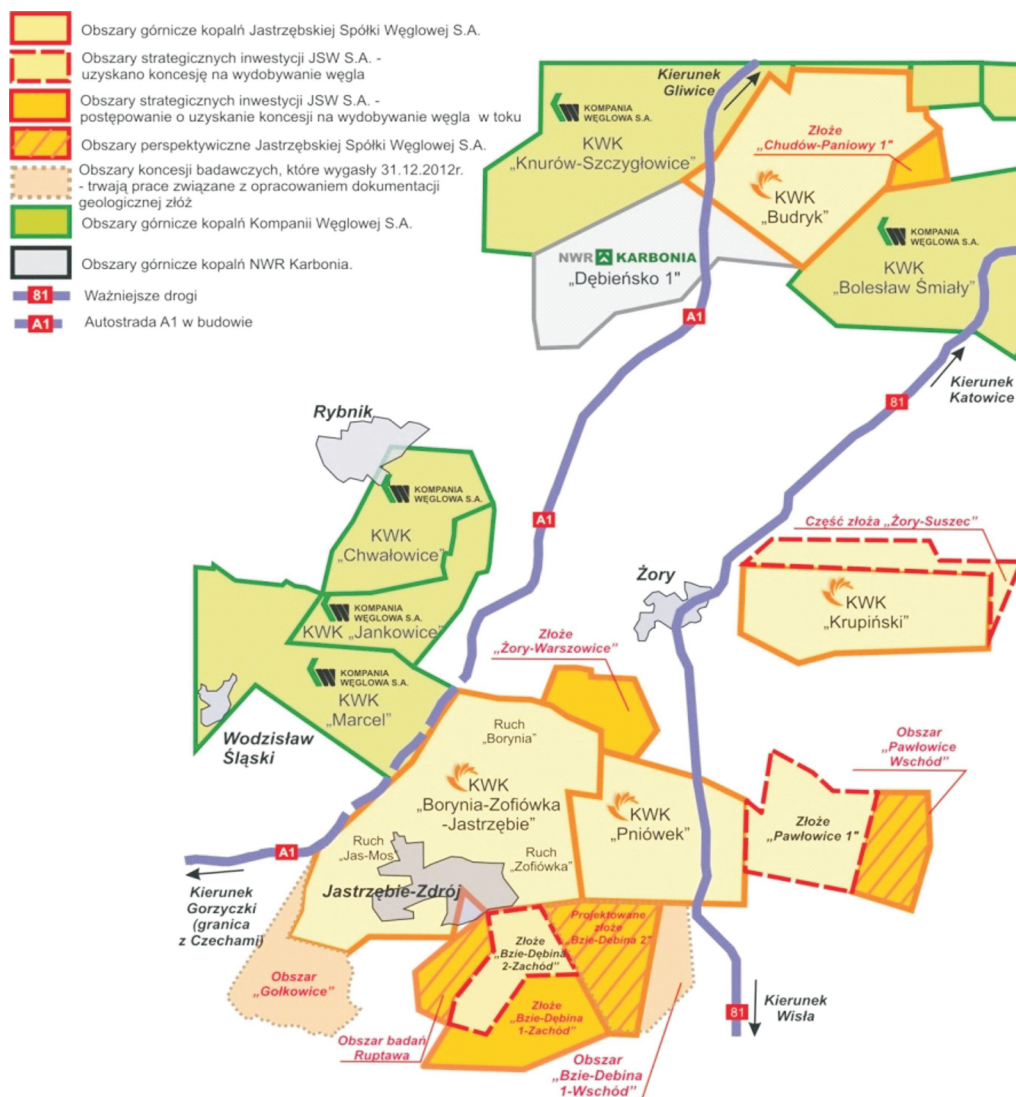 Obszary górnicze kopalń Jastrzębskiej Spółki Węglowej S.A.
Obszary strategicznych inwestycji JSW S.A. -
uzyskano koncesję na wydobywanie węgla
Obszary strategicznych inwestycji JSW S.A. -
postępowanie o uzyskanie koncesji na wydobywanie węgla w toku
Obszary perspektywiczne Jastrzębskiej Spółki Węglowej S.A.
Obszary koncesji badawczych, które wygasły 31.12.2012r.
- trwają prace związane z opracowaniem dokumentacji
geologicznej złóż
Obszary górnicze kopalń Kompanii Węglowej S.A.
Obszary górnicze kopalń NWR Karbonia.
81
Ważniejsze drogi
A1
Autostrada A1 w budowie
Kierunek
Gliwice
KOMPANIA
WĘGLOWA S.A.
KWK
„Knurów-Szczygłowice"
Złoże
„Chudów-Paniowy 1"
KWK
„Budryk"
KOMPANIA
WĘGLOWA S.A.
KWK
„Bolesław Śmiały"
NWR KARBONIA
„Dębieńsko 1"
A1
Kierunek
Katowice
81
Rybnik
KOMPANIA
WĘGLOWA S.A.
KWK
„Chwałowice"
A1
Część złoża „Żory-Suszec"
Żory
KWK
„Krupiński"
KOMPANIA
WĘGLOWA S.A.
KWK „Jankowice"
Złoże
„Żory-Warszowice"
KOMPANIA
WĘGLOWA S.A.
KWK
„Marcel"
Wodzisław
Śląski
Ruch
„Borynia"
Obszar
„Pawłowice
Wschód"
KWK
„Borynia-Zofiówka
-Jastrzębie"
KWK
„Pniówek"
Złoże
„Pawłowice 1"
Ruch
„Jas-Mos"
Ruch
„Zofiówka"
A1
Jastrzębie-Zdrój
Kierunek
Gorzyczki
(granica
z Czechami)
Projektowane
złoże
„Bzie-Debina 2"
Złoże
„Bzie-Dębina
2-Zachód"
Obszar
„Gołkowice"
Złoże
„Bzie-Dębina
1-Zachód"
Kierunek
Wisła
81
Obszar badań
Ruptawa
Obszar
„Bzie-Debina
1-Wschód"